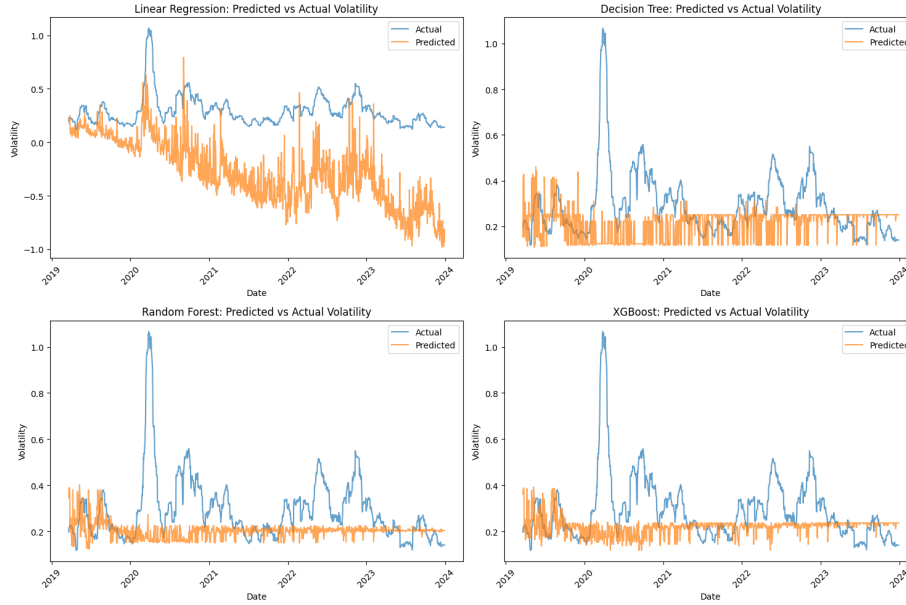 Linear Regression: Predicted vs Actual Volatility
Actual
Predicted
Volatility
1.0
0.5
0.0
−0.5
−1.0
2019
2020
2021
2022
2023
2024
Date
Decision Tree: Predicted vs Actual Volatility
Actual
Predicted
Volatility
1.0
0.8
0.6
0.4
0.2
2019
2020
2021
2022
2023
2024
Date
Random Forest: Predicted vs Actual Volatility
Actual
Predicted
Volatility
1.0
0.8
0.6
0.4
0.2
2019
2020
2021
2022
2023
2024
Date
XGBoost: Predicted vs Actual Volatility
Actual
Predicted
Volatility
1.0
0.8
0.6
0.4
0.2
2019
2020
2021
2022
2023
2024
Date